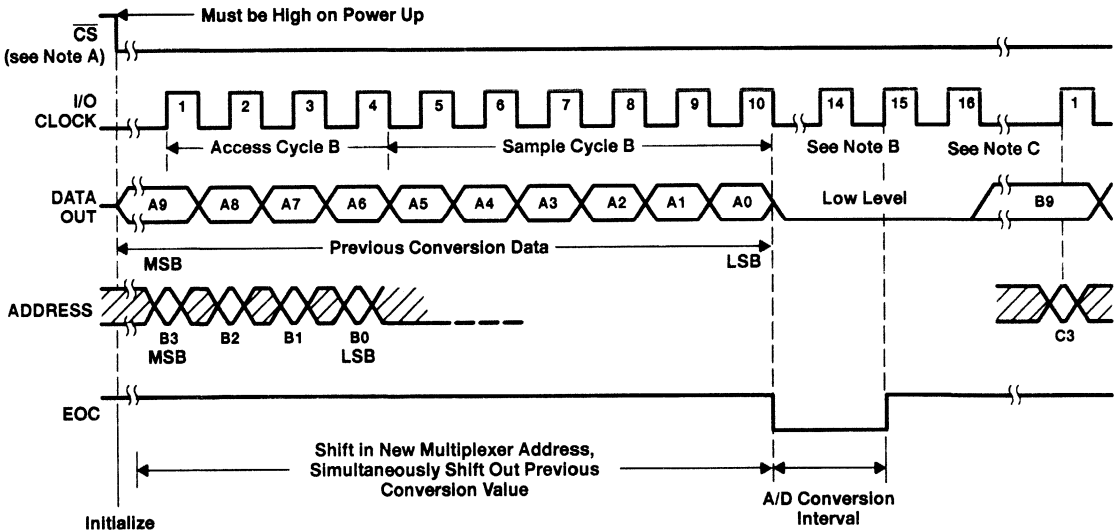 Must be High on Power Up
CS
(see Note A)
I/O
CLOCK
1 2 3 4 5 6 7 8 9 10 14 15 16 1
Access Cycle B
Sample Cycle B
See Note B
See Note C
DATA
OUT
A9 A8 A7 A6 A5 A4 A3 A2 A1 A0
Low Level
B9
Previous Conversion Data
MSB
LSB
ADDRESS
B3 B2 B1 B0
MSB
LSB
C3
EOC
Shift in New Multiplexer Address,
Simultaneously Shift Out Previous
Conversion Value
A/D Conversion
Interval
Initialize